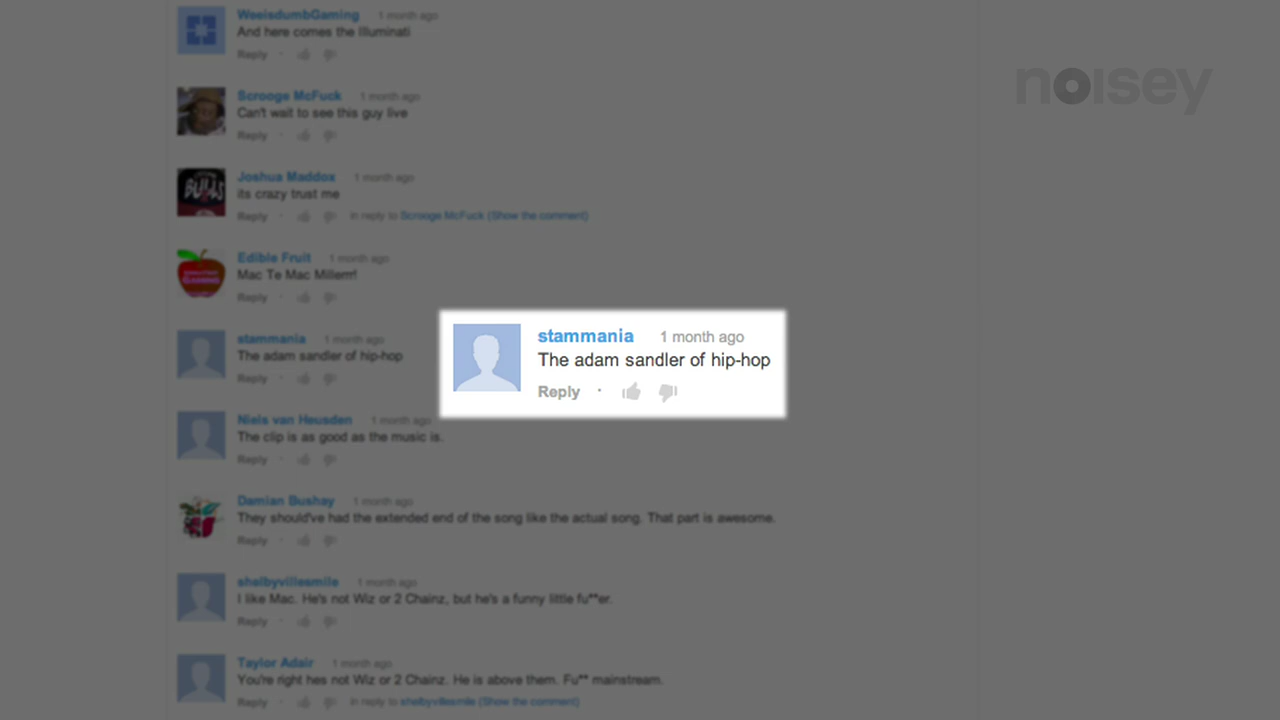 noisey
WeeisdumbGaming 1 month ago
And here comes the Illuminati
Reply ·
Scrooge McFuck 1 month ago
Can't wait to see this guy live
Reply ·
Joshua Maddox 1 month ago
its crazy trust me
Reply · in reply to Scrooge McFuck (Show the comment)
Edible Fruit 1 month ago
Mac Te Mac Millerrr!
Reply ·
stammania 1 month ago
The adam sandler of hip-hop
Reply ·
stammania 1 month ago
The adam sandler of hip-hop
Reply ·
Niels van Heusden 1 month ago
The clip is as good as the music is.
Reply ·
Damian Bushay 1 month ago
They should've had the extended end of the song like the actual song. That part is awesome.
Reply ·
shelbyvillesmile 1 month ago
I like Mac. He's not Wiz or 2 Chainz, but he's a funny little fu**er.
Reply ·
Taylor Adair 1 month ago
You're right hes not Wiz or 2 Chainz. He is above them. Fu** mainstream.
Reply · in reply to shelbyvillesmile (Show the comment)
BULLS